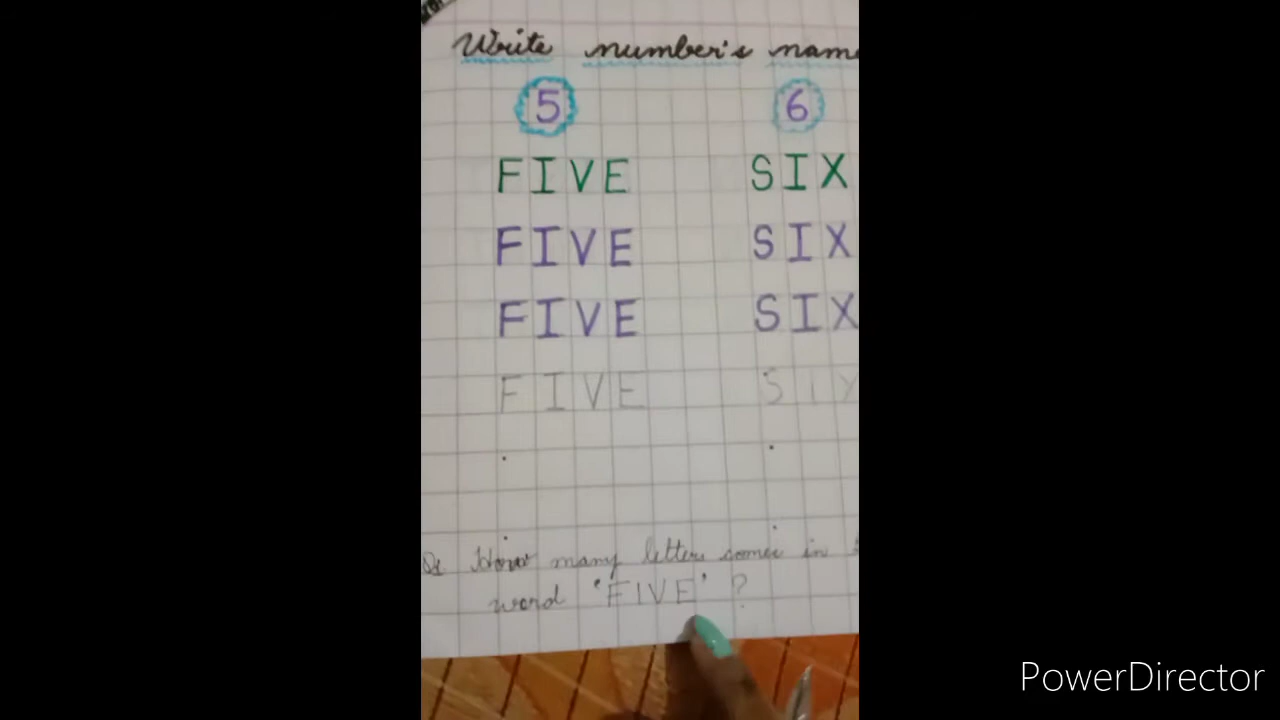 Write number's name
5 6
FIVE SIX
FIVE SIX
FIVE SIX
FIVE SIX
Q1 How many letters comes in
word 'FIVE' ?
PowerDirector